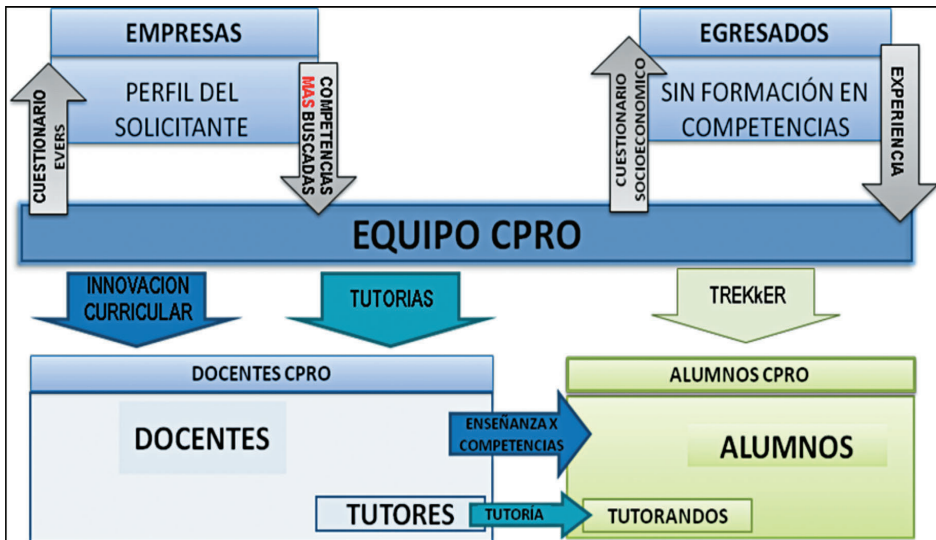 EMPRESAS
PERFIL DEL
SOLICITANTE
CUESTIONARIO
EVERS
COMPETENCIAS
MAS BUSCADAS
EGRESADOS
SIN FORMACIÓN EN
COMPETENCIAS
CUESTIONARIO
SOCIOECONOMICO
EXPERIENCIA
EQUIPO CPRO
INNOVACION
CURRICULAR
TUTORIAS
TREKkER
DOCENTES CPRO
ALUMNOS CPRO
DOCENTES
ENSEÑANZA X
COMPETENCIAS
ALUMNOS
TUTORES
TUTORÍA
TUTORANDOS